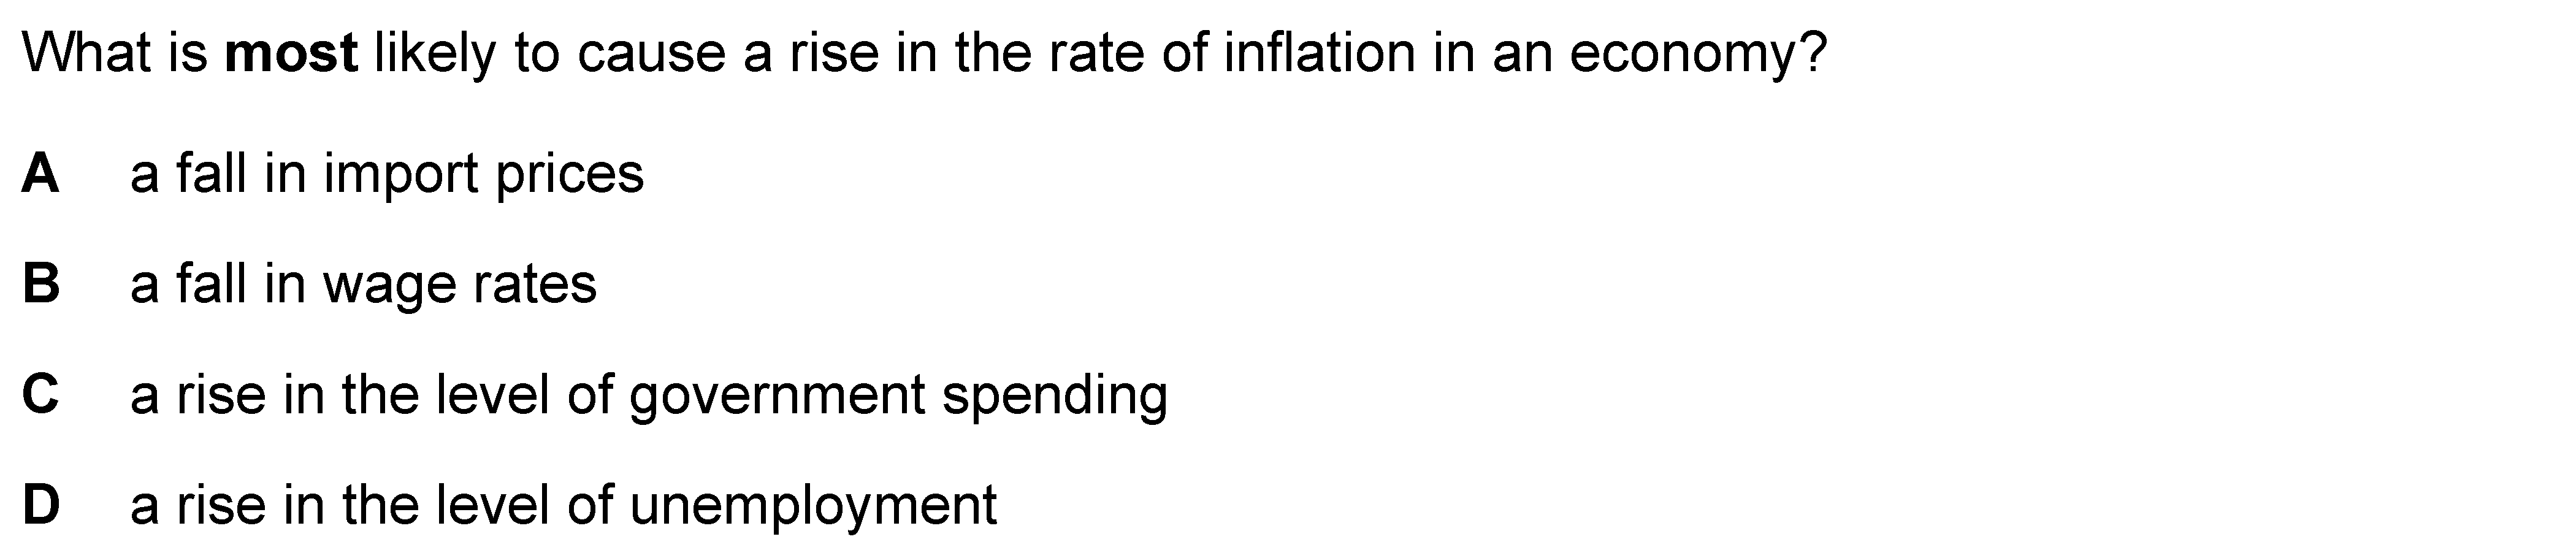 What is most likely to cause a rise in the rate of inflation in an economy?
A a fall in import prices
B a fall in wage rates
C a rise in the level of government spending
D a rise in the level of unemployment